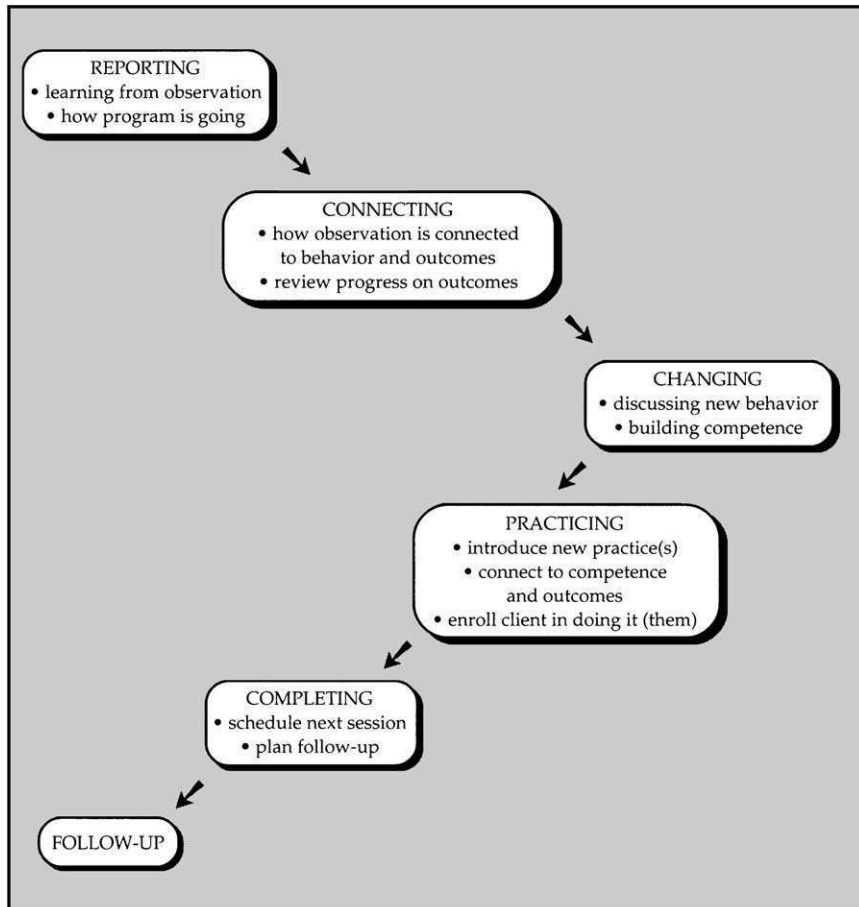 REPORTING
• learning from observation
• how program is going
CONNECTING
• how observation is connected
to behavior and outcomes
• review progress on outcomes
CHANGING
• discussing new behavior
• building competence
PRACTICING
• introduce new practice(s)
• connect to competence
and outcomes
• enroll client in doing it (them)
COMPLETING
• schedule next session
• plan follow-up
FOLLOW-UP